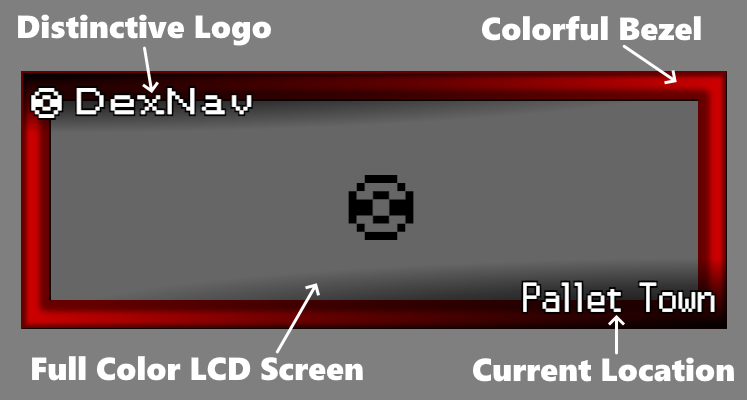 Distinctive Logo
Colorful Bezel
DexNav
Pallet Town
Full Color LCD Screen
Current Location